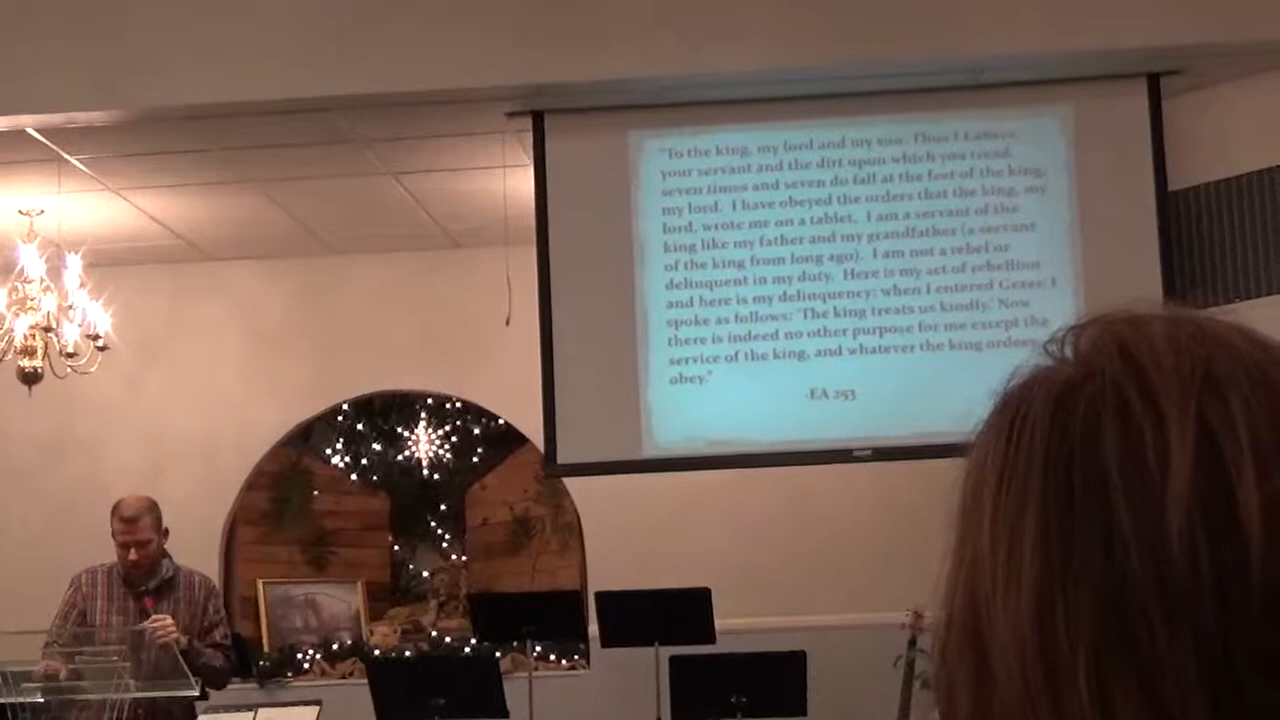 "To the king, my lord and my sun. Thus I Labaya,
your servant and the dirt upon which you tread,
seven times and seven do fall at the feet of the king,
my lord. I have obeyed the orders that the king, my
lord, wrote me on a tablet. I am a servant of the
king like my father and my grandfather (a servant
of the king from long ago). I am not a rebel or
delinquent in my duty. Here is my act of rebellism
and here is my delinquency: when I entered Gezer, I
spoke as follows: 'The king treats us kindly.' Now
there is indeed no other purpose for me except the
service of the king, and whatever the king orders,
obey."
-EA 253